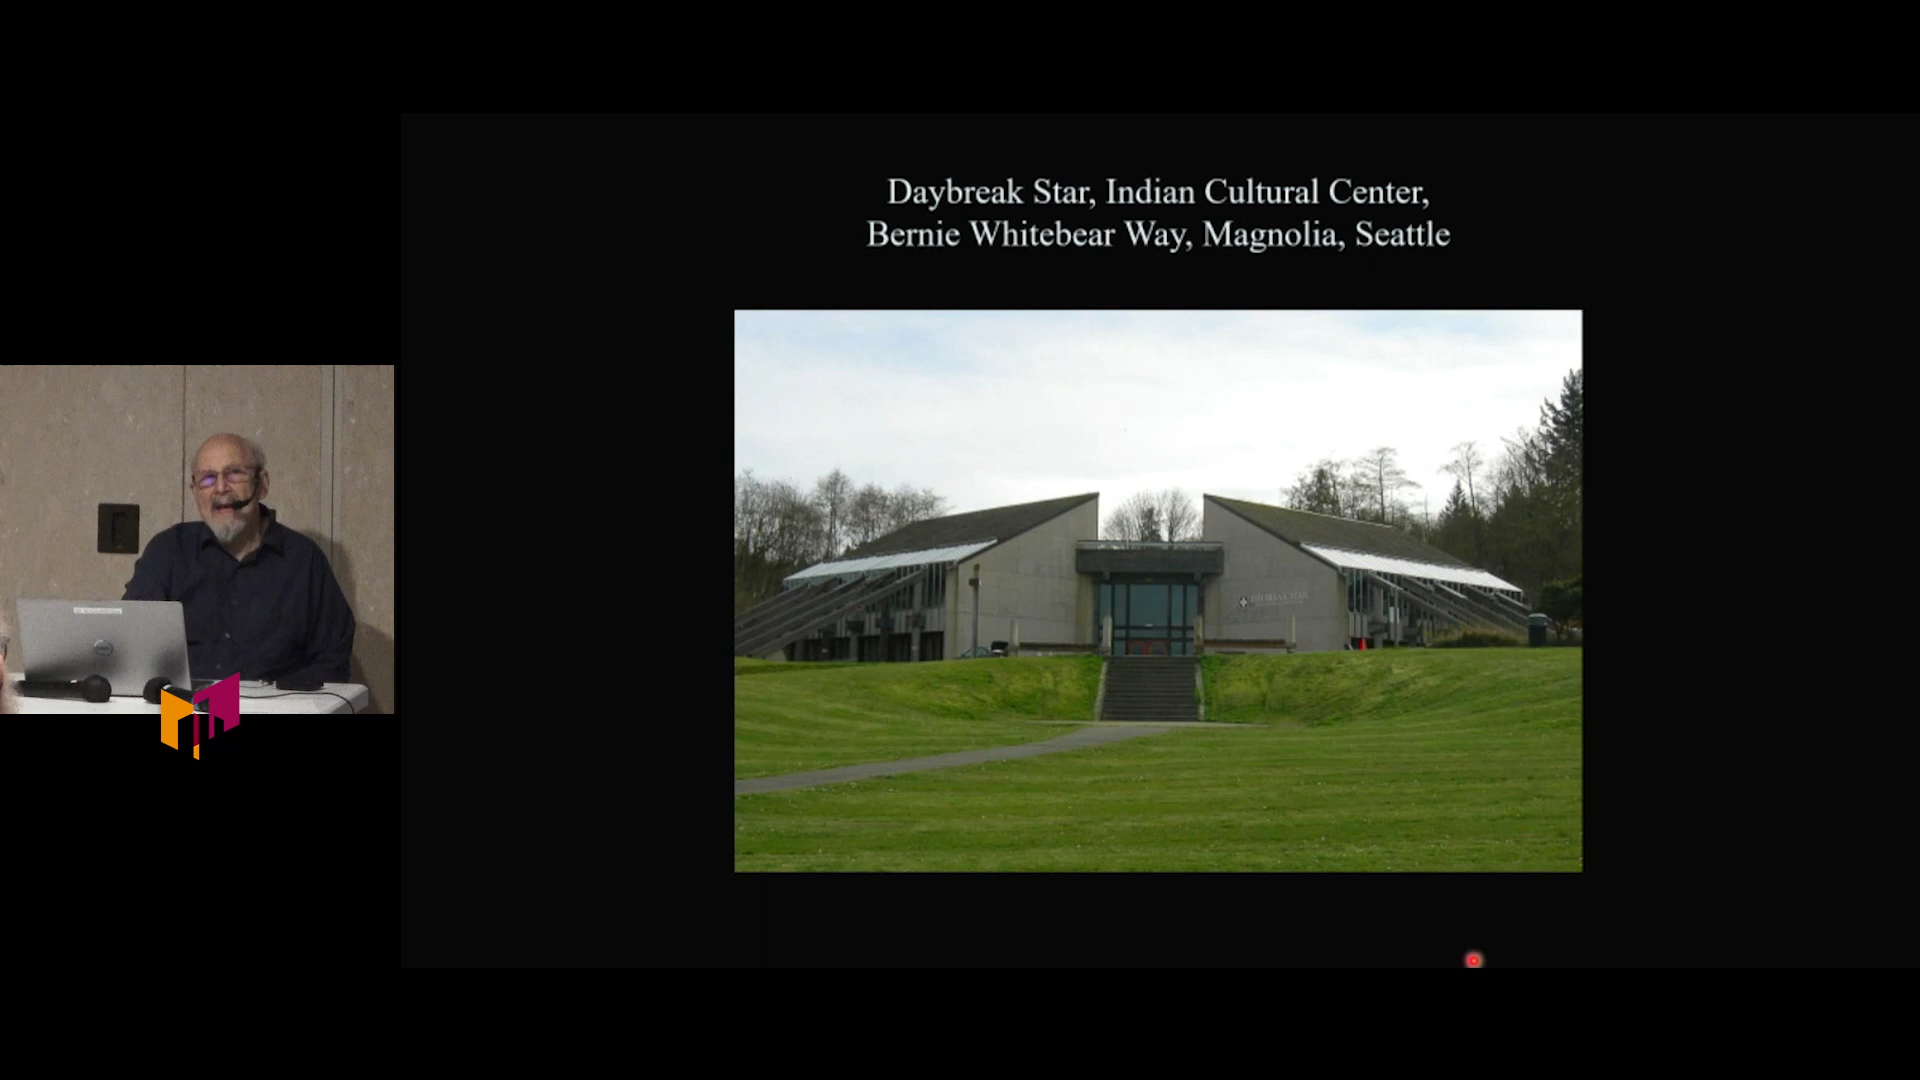 Daybreak Star, Indian Cultural Center,
Bernie Whitebear Way, Magnolia, Seattle